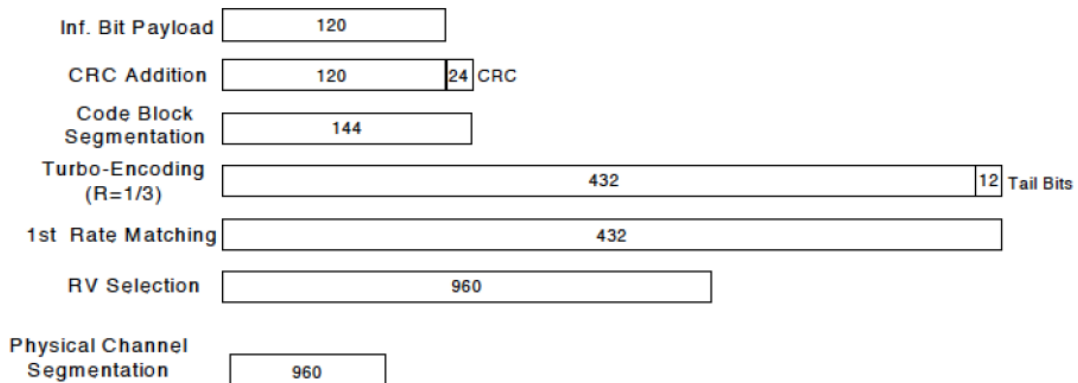 Inf. Bit Payload 120
CRC Addition 120 24 CRC
Code Block
Segmentation 144
Turbo-Encoding
(R=1/3) 432 12 Tail Bits
1st Rate Matching 432
RV Selection 960
Physical Channel
Segmentation 960